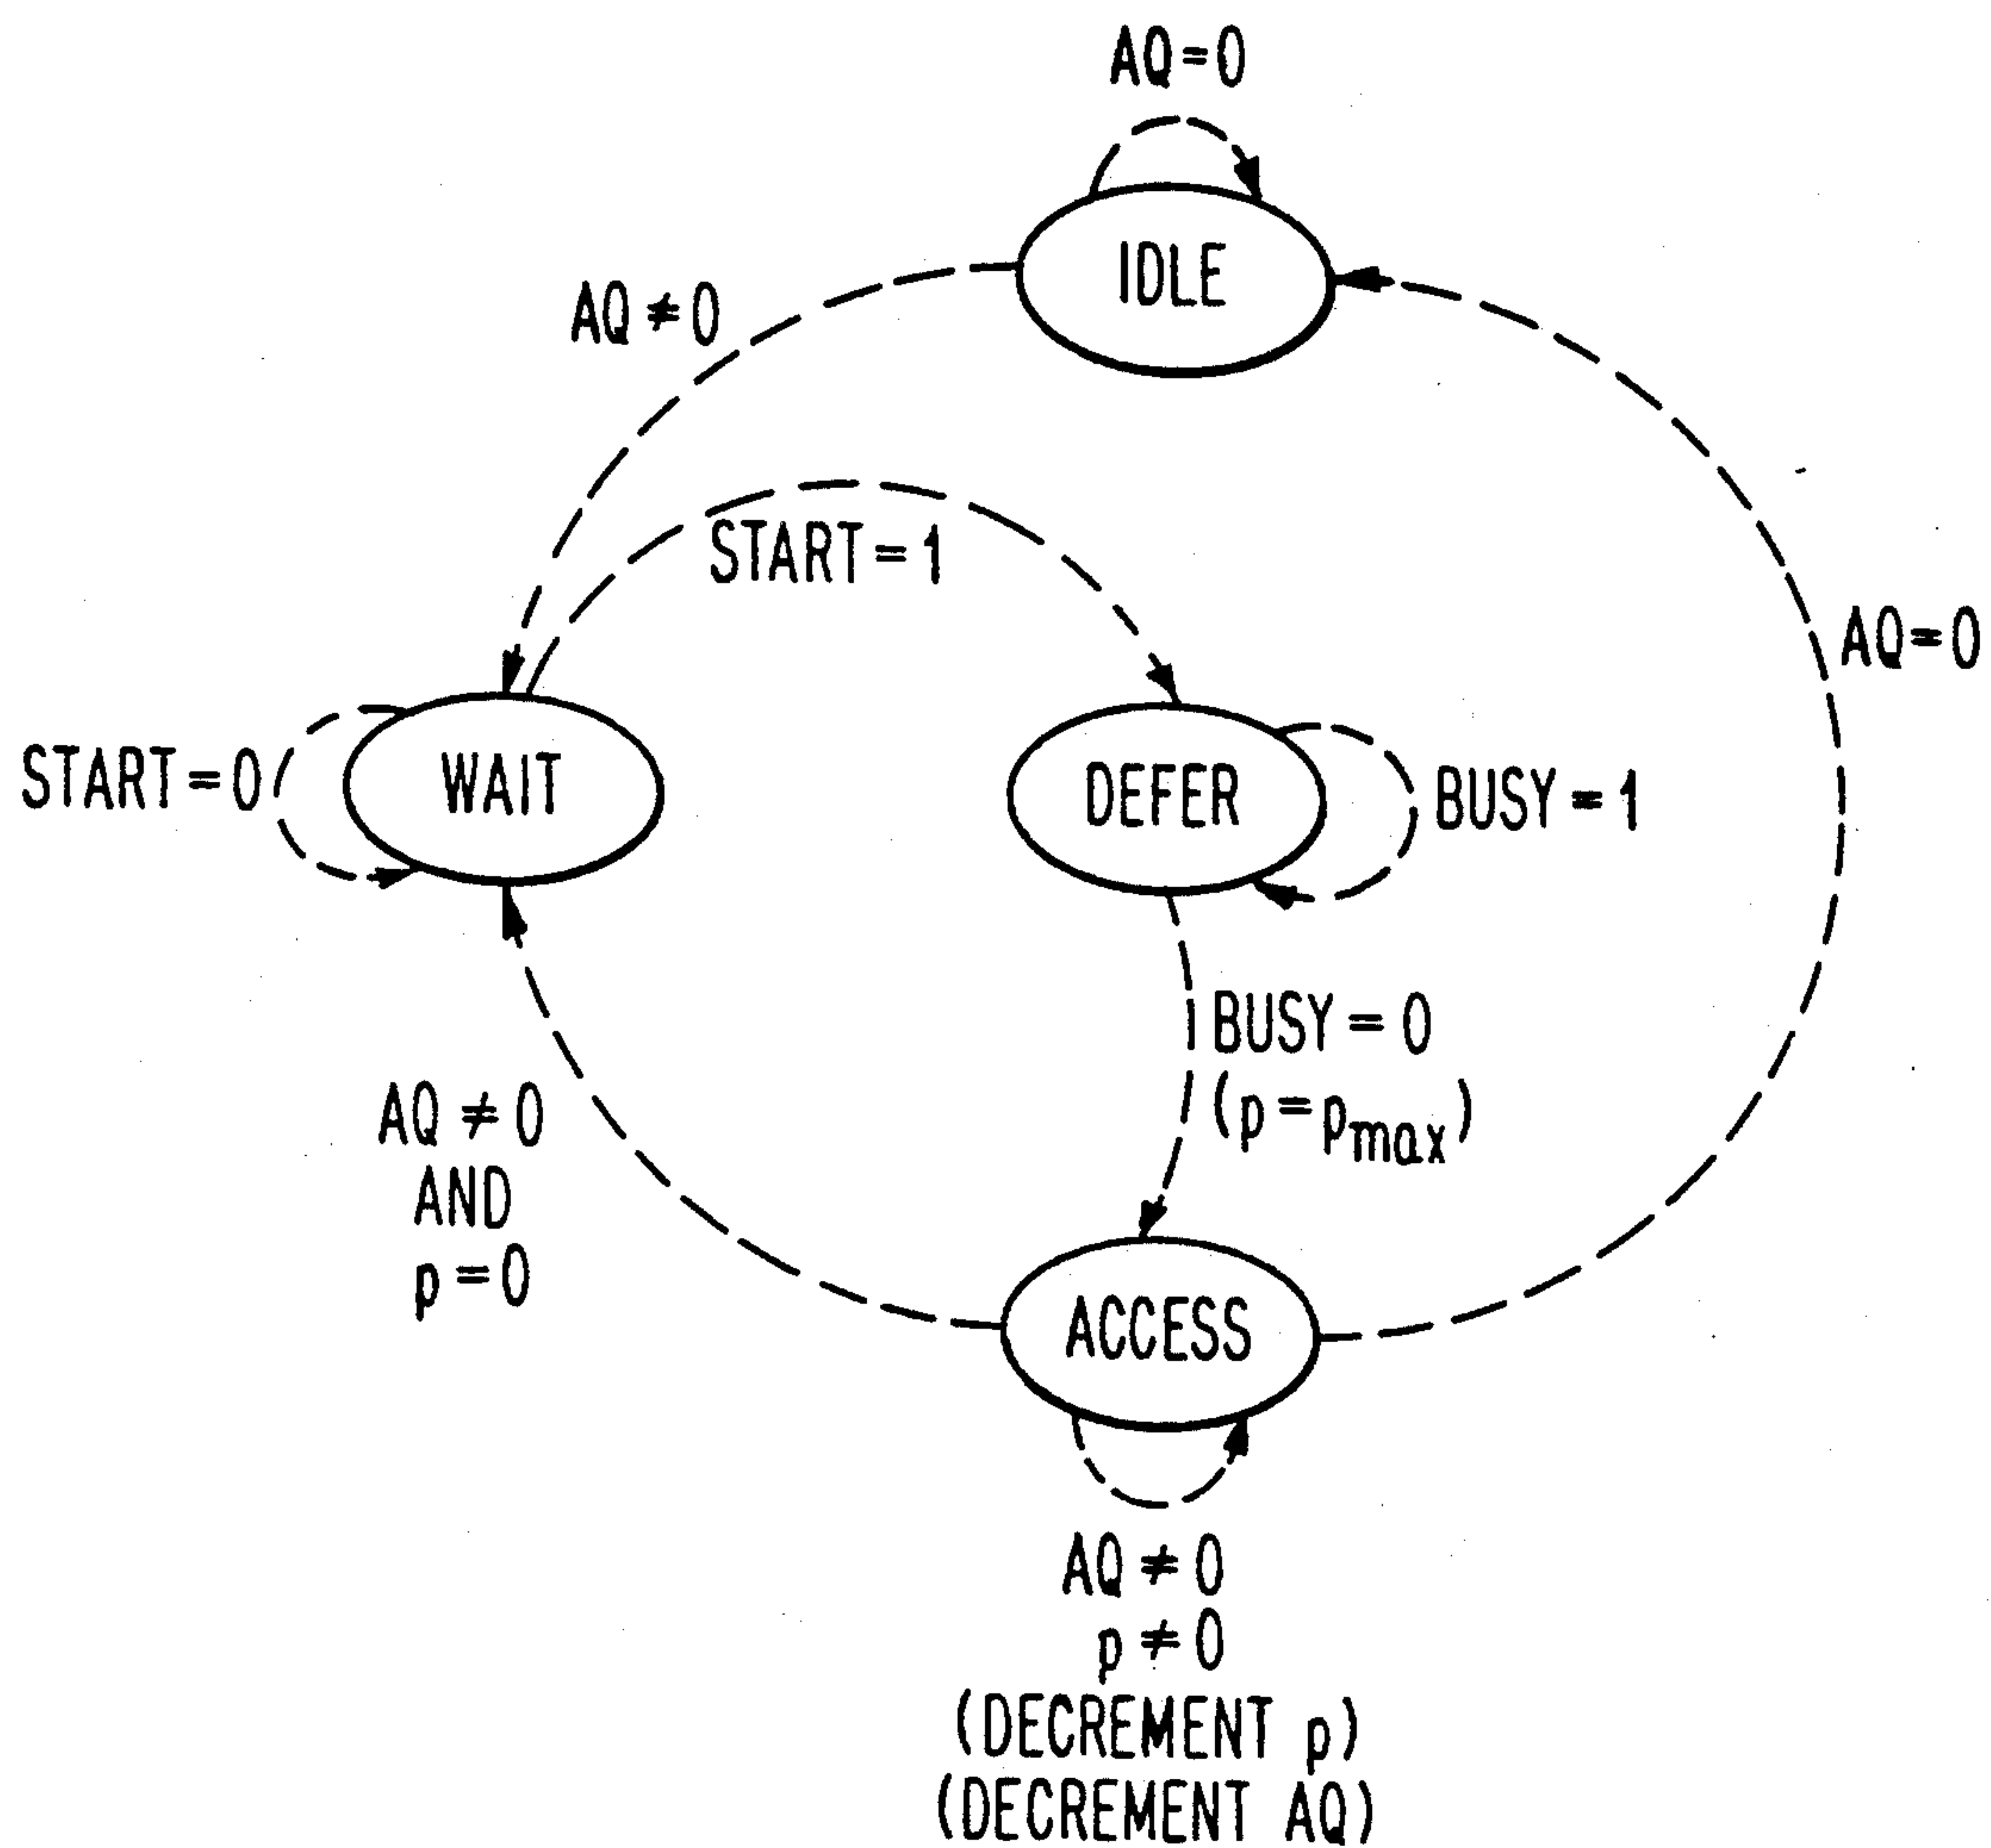 AQ=0
IDLE
AQ≠0
START=1
AQ=0
START=0
WAIT
DEFER
BUSY=1
BUSY=0
(p=pmax)
AQ≠0
AND
p=0
ACCESS
AQ≠0
p≠0
(DECREMENT p)
(DECREMENT AQ)